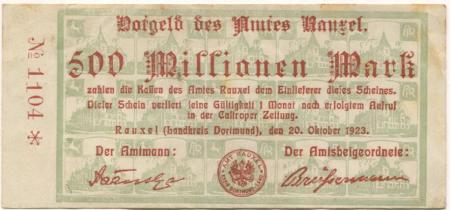 Notgeld des Amtes Rauxel.
500 Millionen Mark
zahlen die Kassen des Amtes Rauxel dem Einlieferer dieses Scheines.
Dieser Schein verliert seine Gültigkeit 1 Monat nach erfolgtem Aufruf
in der Castroper Zeitung.
Rauxel (Landkreis Dortmund), den 20. Oktober 1923.
Der Amtmann: Der Amtsbeigeordnete:
№ 1104 *
AMT RAUXEL